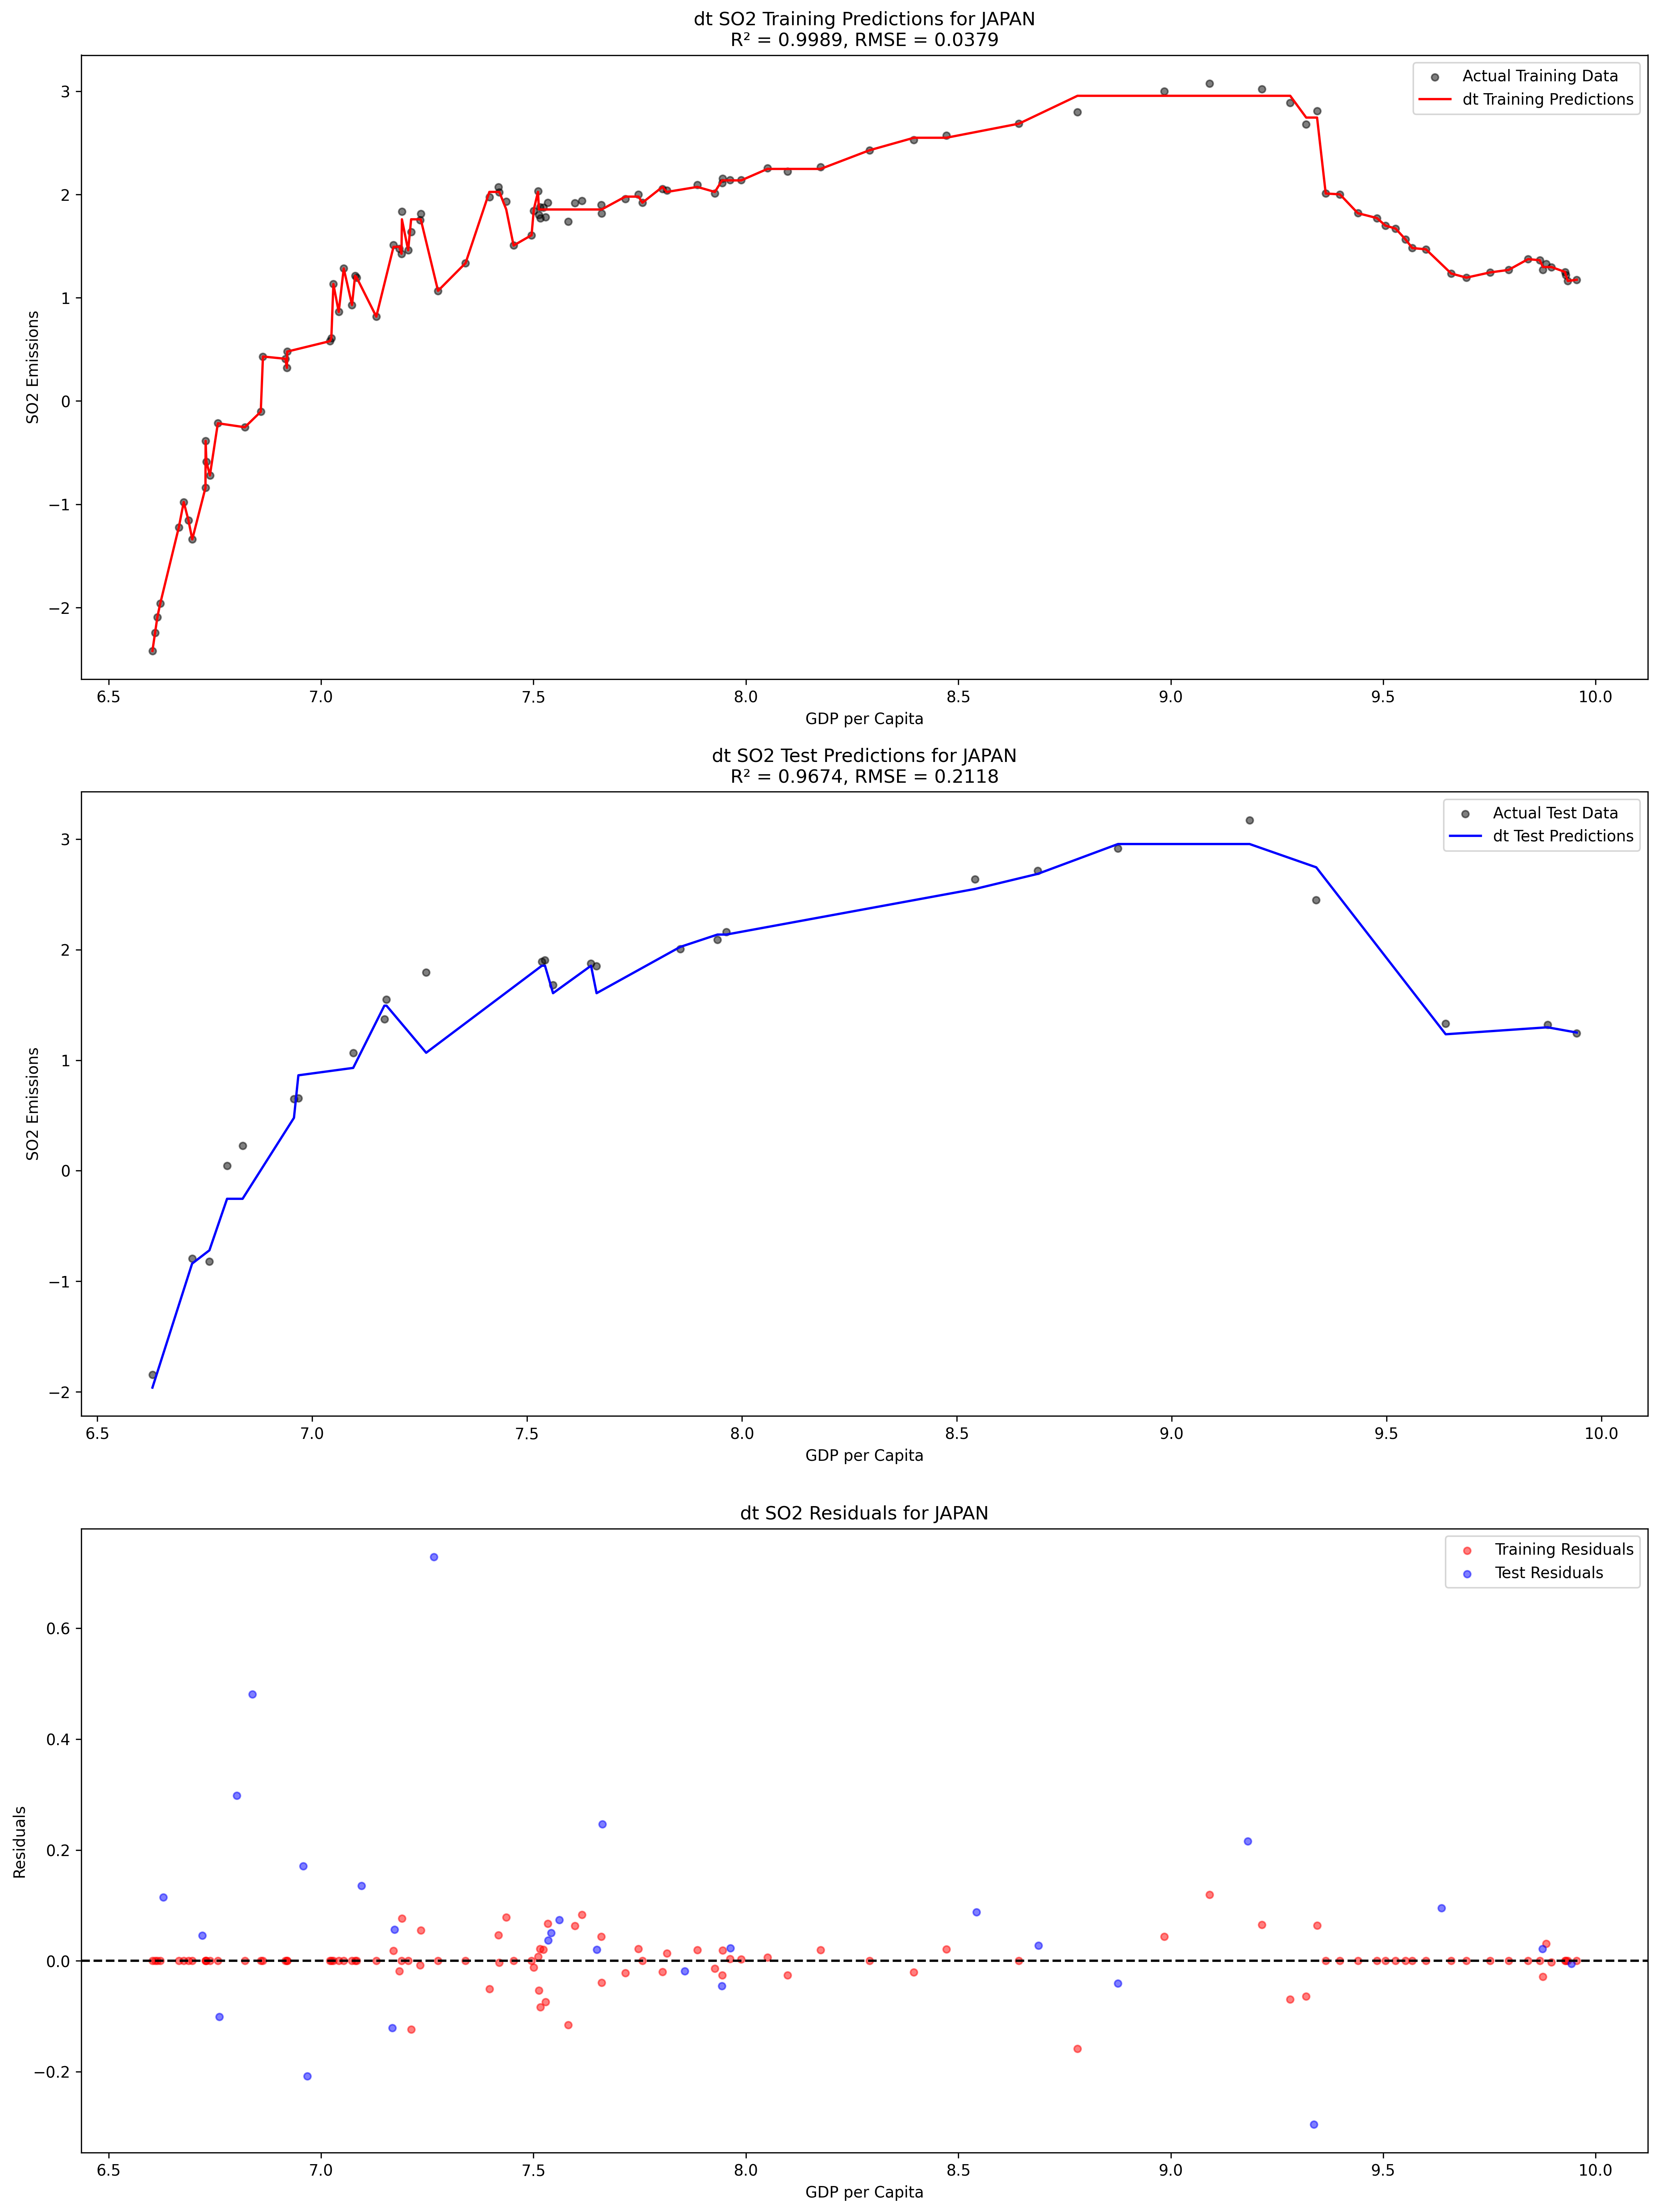 dt SO2 Training Predictions for JAPAN
R² = 0.9989, RMSE = 0.0379
Actual Training Data
dt Training Predictions
SO2 Emissions
3
2
1
0
−1
−2
6.5 7.0 7.5 8.0 8.5 9.0 9.5 10.0
GDP per Capita
dt SO2 Test Predictions for JAPAN
R² = 0.9674, RMSE = 0.2118
Actual Test Data
dt Test Predictions
SO2 Emissions
3
2
1
0
−1
−2
6.5 7.0 7.5 8.0 8.5 9.0 9.5 10.0
GDP per Capita
dt SO2 Residuals for JAPAN
Training Residuals
Test Residuals
Residuals
0.6
0.4
0.2
0.0
−0.2
6.5 7.0 7.5 8.0 8.5 9.0 9.5 10.0
GDP per Capita